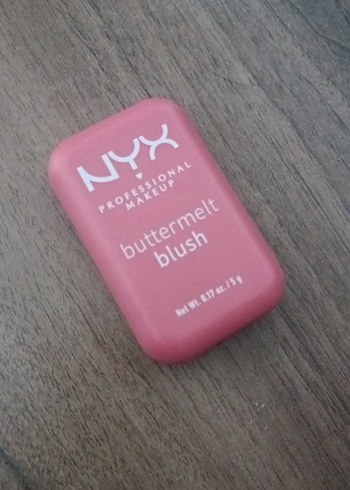 NYX
PROFESSIONAL
MAKEUP
buttermelt
blush
Net Wt. 0.17 oz. / 5 g